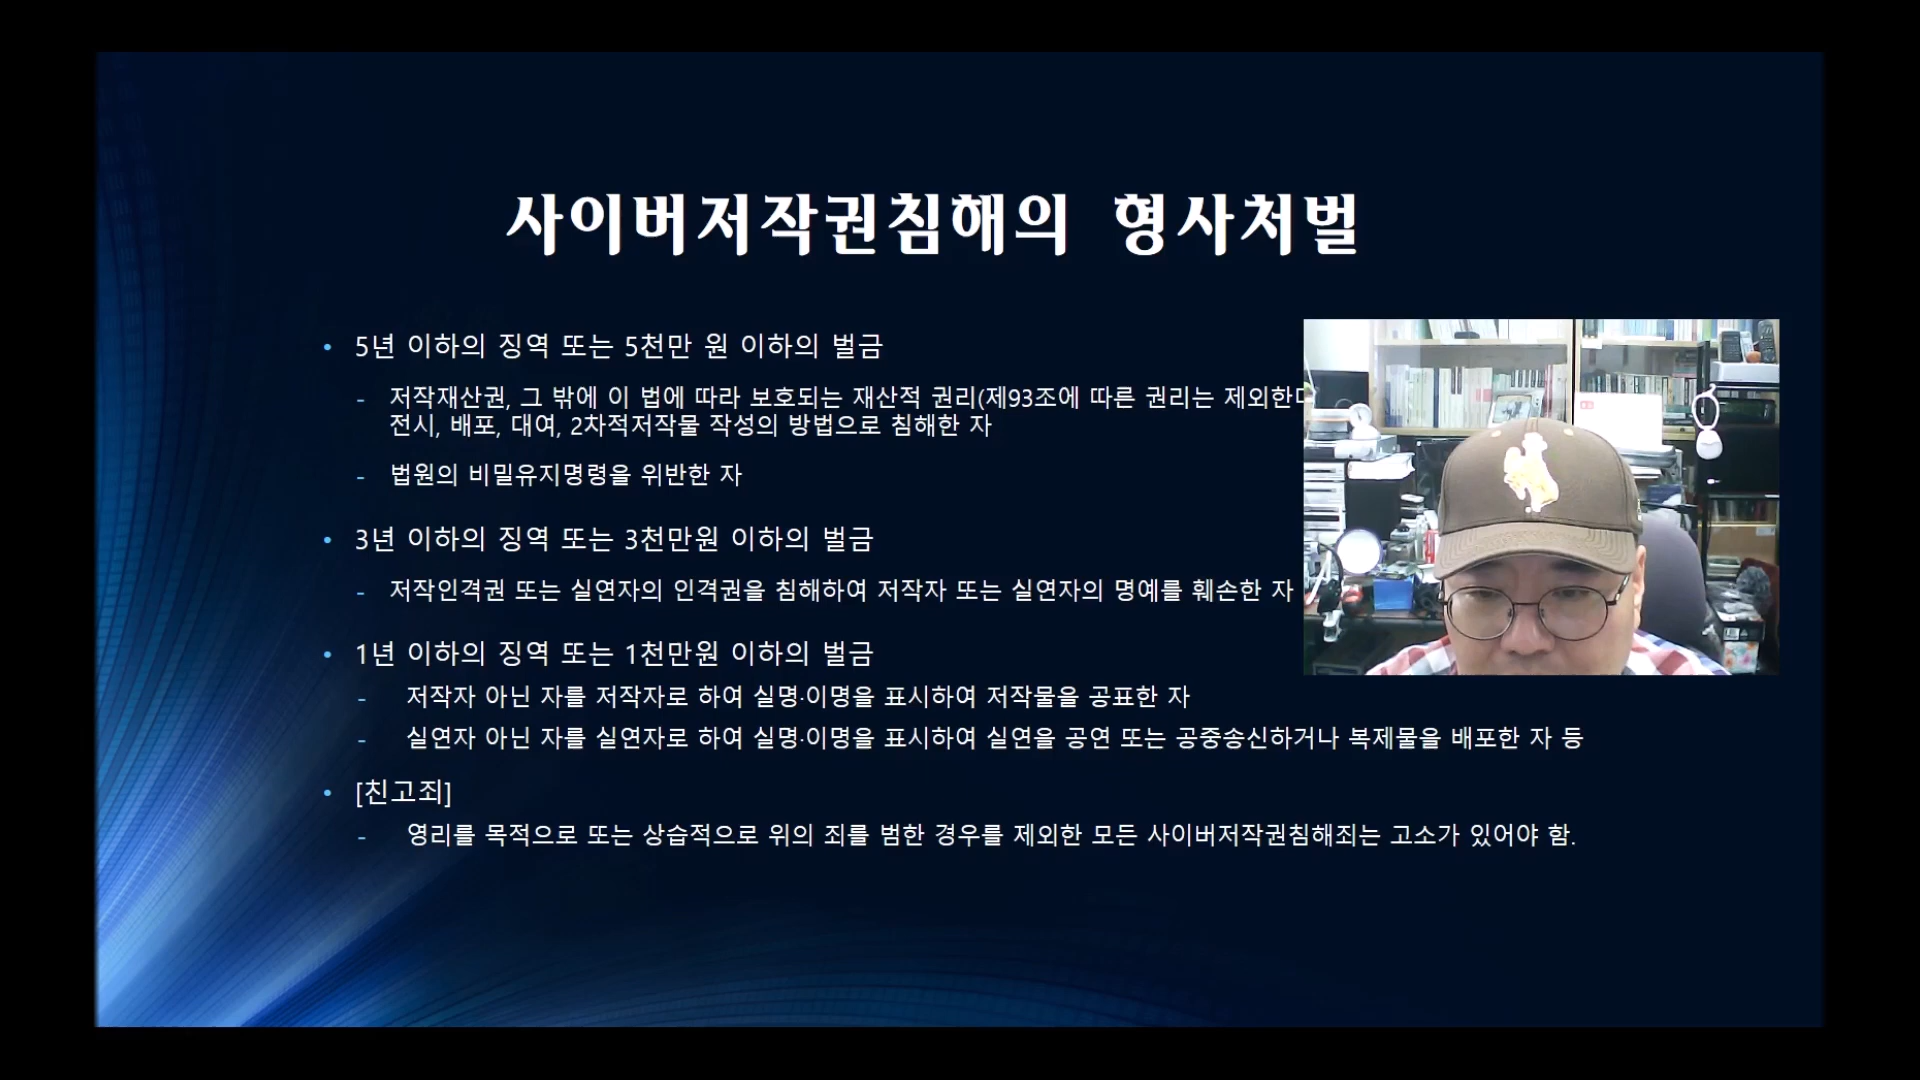 사이버저작권침해의 형사처벌
• 5년 이하의 징역 또는 5천만 원 이하의 벌금
- 저작재산권, 그 밖에 이 법에 따라 보호되는 재산적 권리(제93조에 따른 권리는 제외한다
전시, 배포, 대여, 2차적저작물 작성의 방법으로 침해한 자
- 법원의 비밀유지명령을 위반한 자
• 3년 이하의 징역 또는 3천만원 이하의 벌금
- 저작인격권 또는 실연자의 인격권을 침해하여 저작자 또는 실연자의 명예를 훼손한 자
• 1년 이하의 징역 또는 1천만원 이하의 벌금
- 저작자 아닌 자를 저작자로 하여 실명·이명을 표시하여 저작물을 공표한 자
- 실연자 아닌 자를 실연자로 하여 실명·이명을 표시하여 실연을 공연 또는 공중송신하거나 복제물을 배포한 자 등
• [친고죄]
- 영리를 목적으로 또는 상습적으로 위의 죄를 범한 경우를 제외한 모든 사이버저작권침해죄는 고소가 있어야 함.